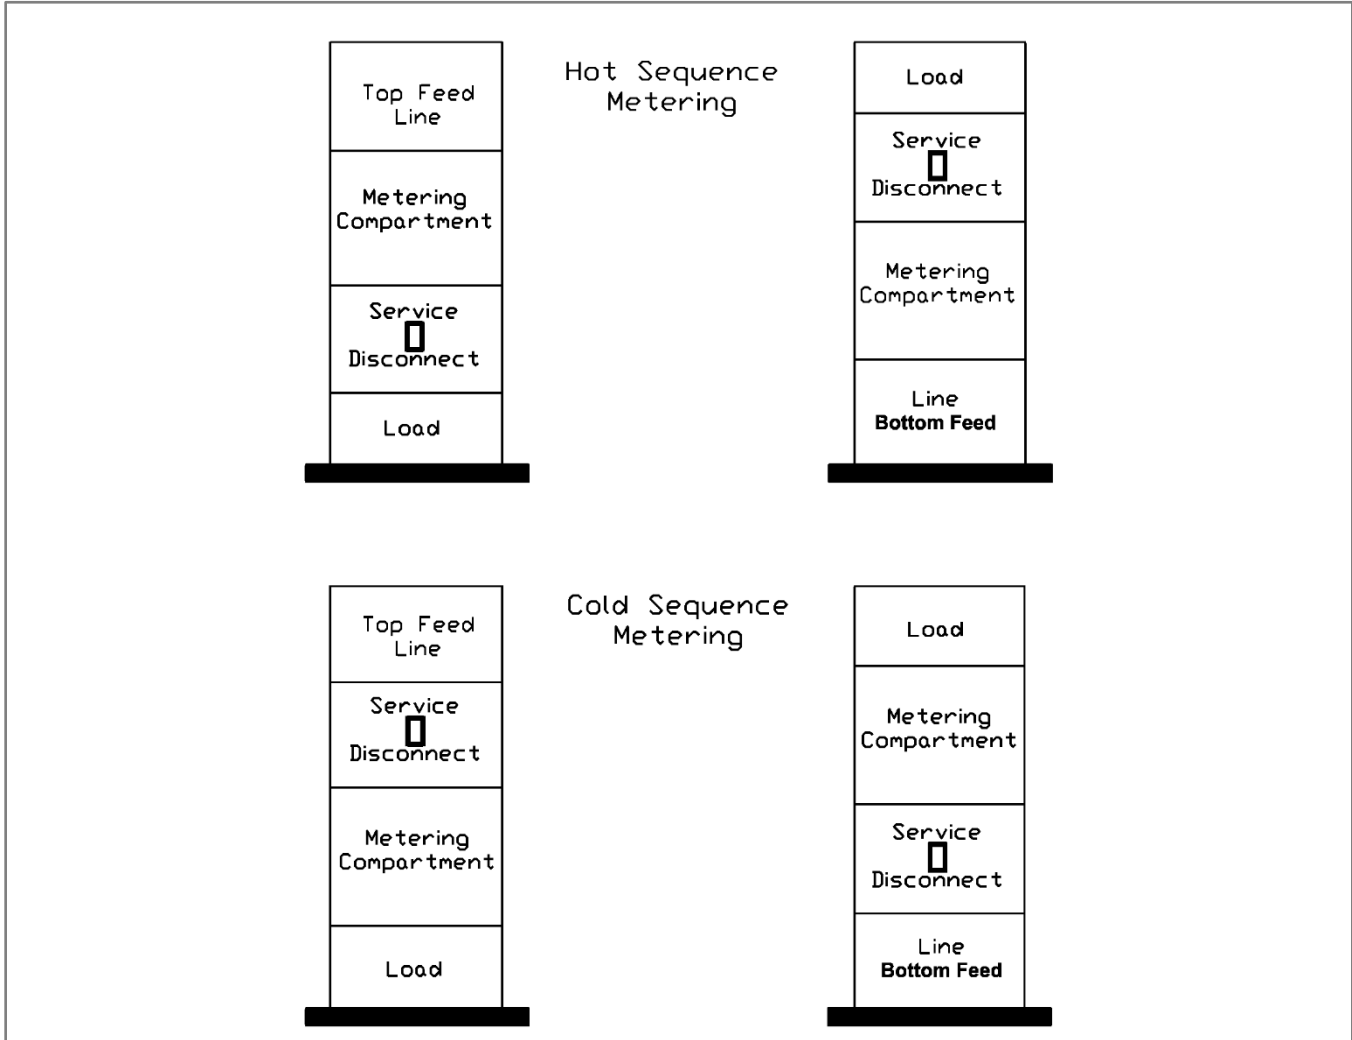 Hot Sequence
Metering
Top Feed
Line
Metering
Compartment
Service
Disconnect
Load
Load
Service
Disconnect
Metering
Compartment
Line
Bottom Feed
Cold Sequence
Metering
Top Feed
Line
Service
Disconnect
Metering
Compartment
Load
Load
Metering
Compartment
Service
Disconnect
Line
Bottom Feed